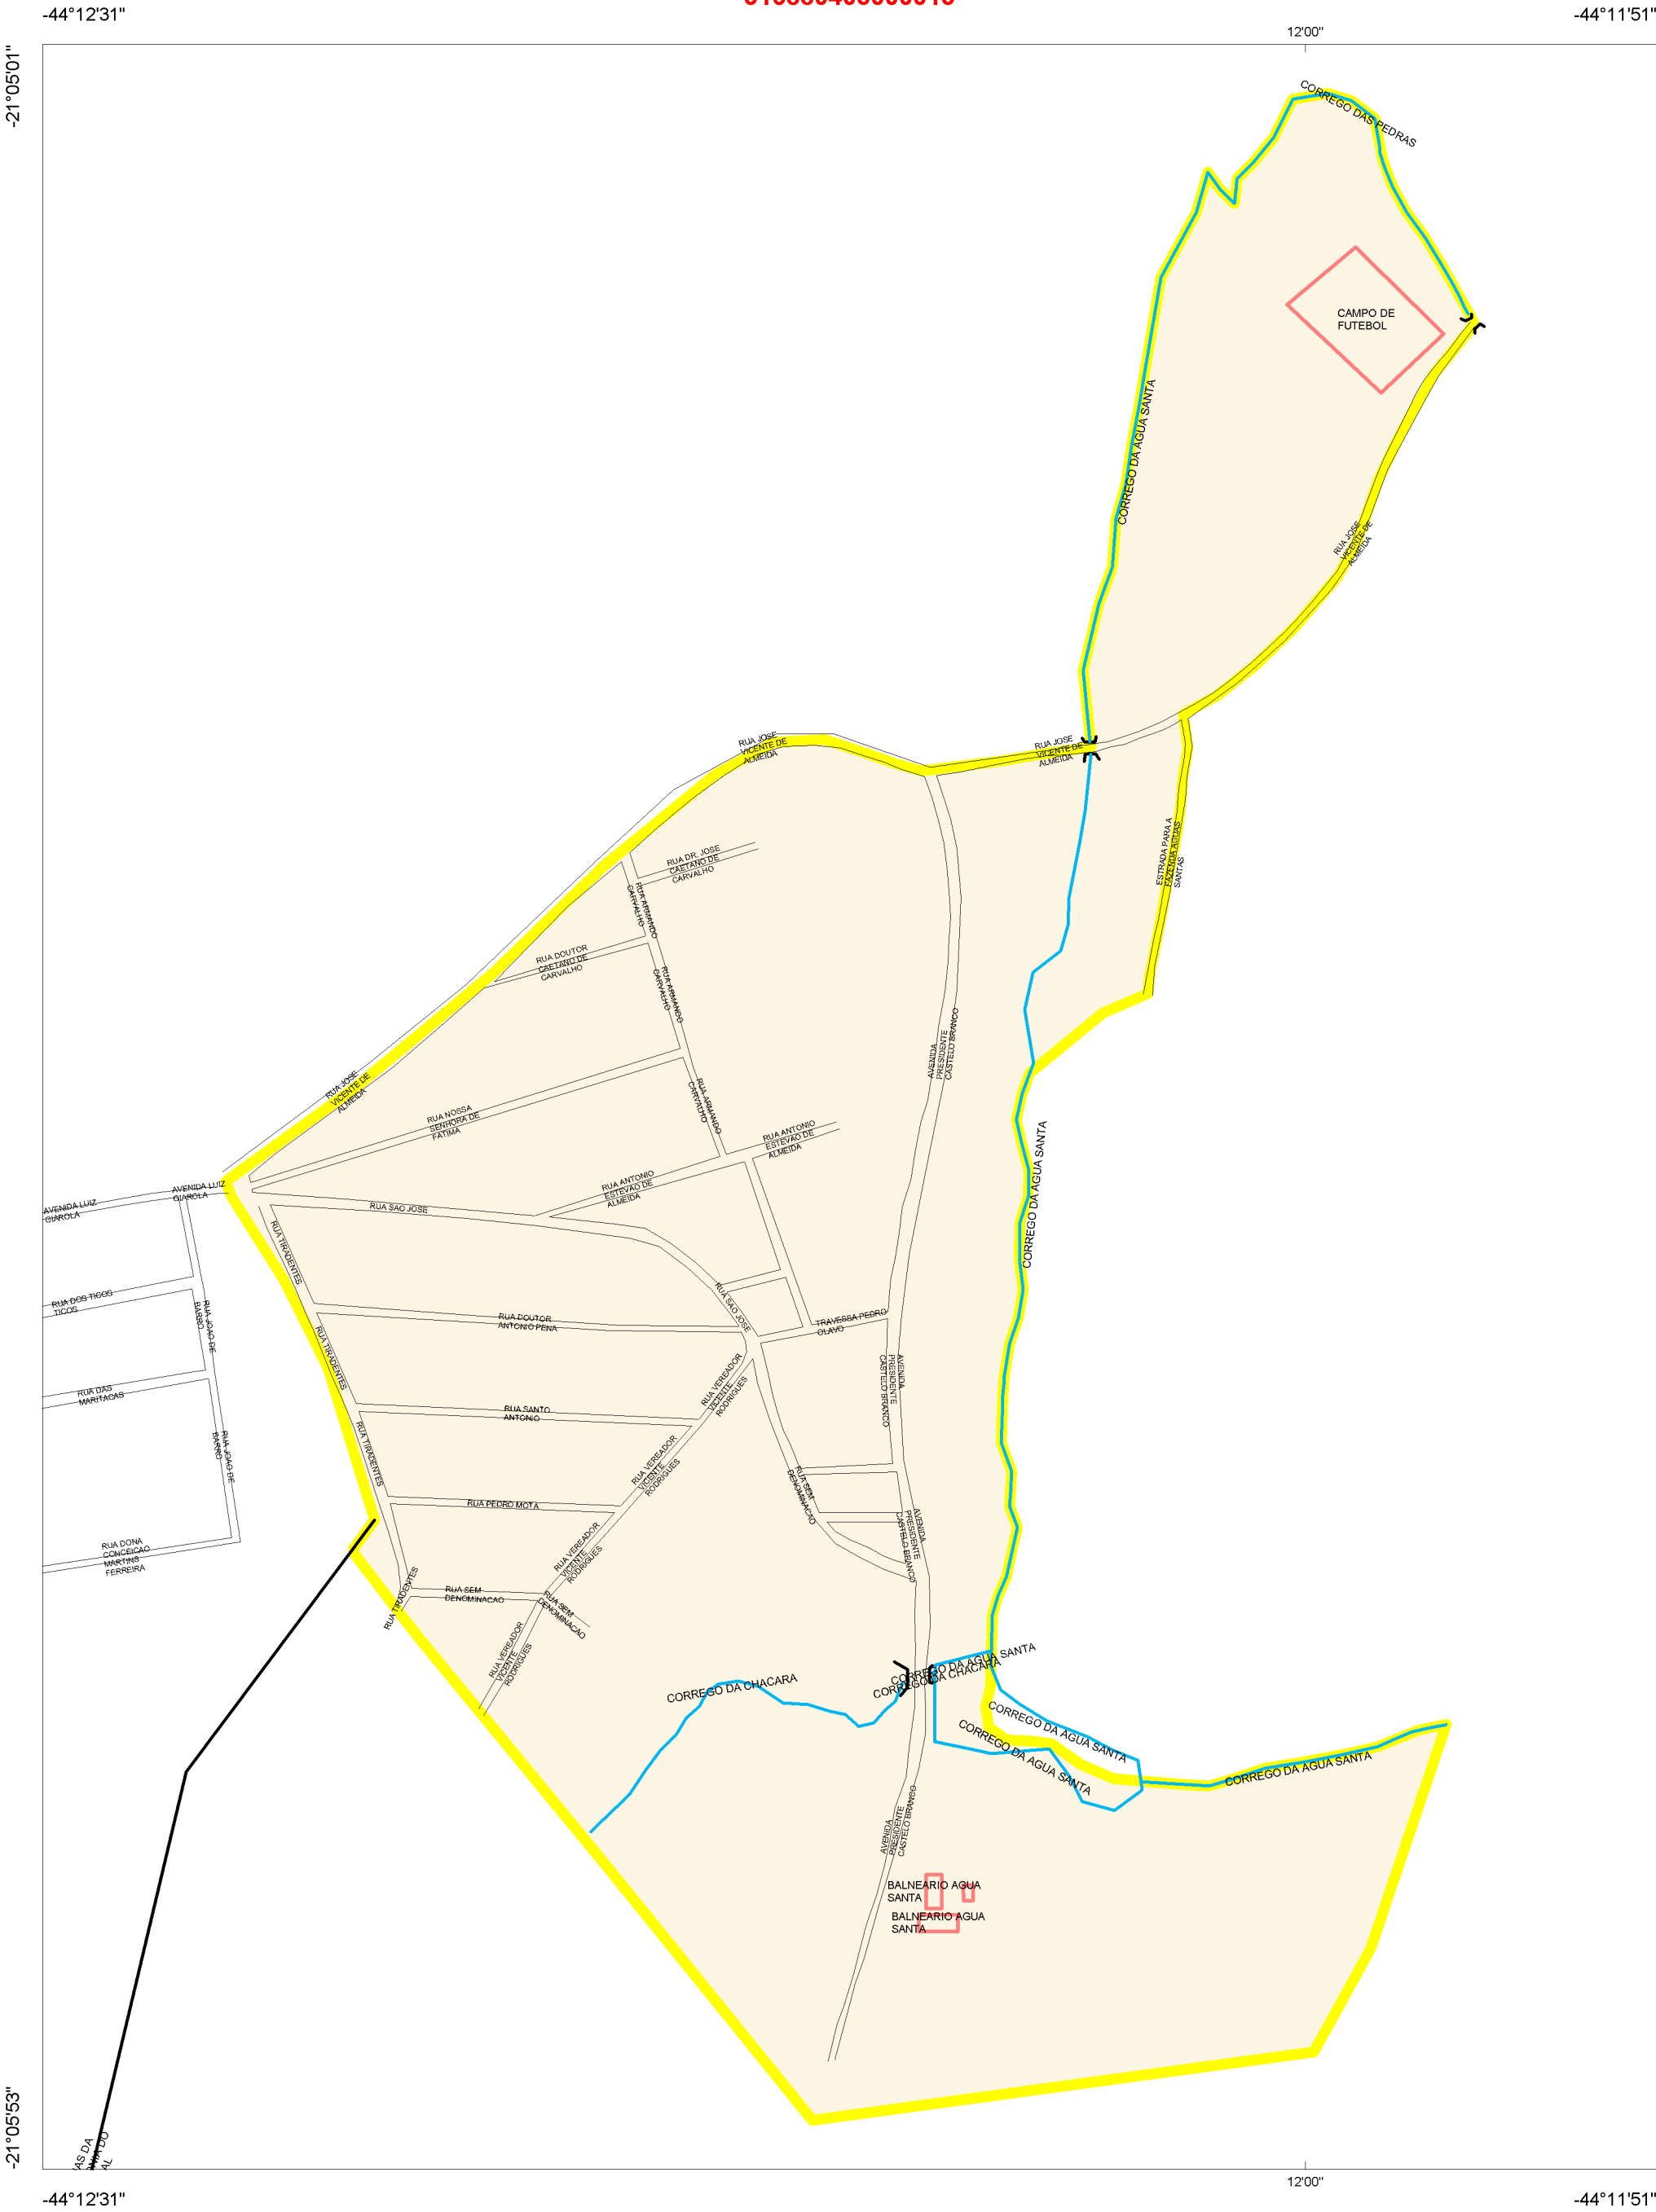 -44°12'31"
-44°11'51"
12'00"
-21°05'01"
CORREGO DAS PEDRAS
CAMPO DE
FUTEBOL
CORREGO DA AGUA SANTA
RUA JOSE
VICENTE DE
ALMEIDA
RUA JOSE
VICENTE DE
ALMEIDA
RUA JOSE
VICENTE DE
ALMEIDA
ESTRADA PARA A
FAZENDA AGUAS
SANTAS
RUA DR. JOSE
CAETANO DE
CARVALHO
RUA ARMANDO
CARVALHO
RUA DOUTOR
CAETANO DE
CARVALHO
RUA ARMANDO
CARVALHO
AVENIDA
PRESIDENTE
CASTELO BRANCO
RUA JOSE
VICENTE DE
ALMEIDA
RUA NOSSA
SENHORA DE
FATIMA
RUA ARMANDO
CARVALHO
RUA ANTONIO
ESTEVAO DE
ALMEIDA
CORREGO DA AGUA SANTA
RUA ANTONIO
ESTEVAO DE
ALMEIDA
AVENIDA LUIZ
GIAROLA
AVENIDA LUIZ
GIAROLA
RUA SAO JOSE
RUA TIRADENTES
RUA DOS TICOS
TICOS
RUA JOAO DE
BARRO
RUA SAO JOSE
RUA DOUTOR
ANTONIO PENA
TRAVESSA PEDRO
OLAVO
RUA TIRADENTES
RUA VEREADOR
VICENTE
RODRIGUES
AVENIDA
PRESIDENTE
CASTELO BRANCO
RUA DAS
MARITACAS
RUA SANTO
ANTONIO
RUA TIRADENTES
RUA JOAO DE
BARRO
RUA VEREADOR
VICENTE
RODRIGUES
RUA SEM
DENOMINACAO
RUA PEDRO MOTA
AVENIDA
PRESIDENTE
CASTELO BRANCO
RUA DONA
CONCEICAO
MARTINS
FERREIRA
RUA VEREADOR
VICENTE
RODRIGUES
RUA TIRADENTES
RUA SEM
DENOMINACAO
RUA SEM
DENOMINACAO
RUA VEREADOR
VICENTE
RODRIGUES
CORREGO DA CHACARA
CORREGO DA AGUA SANTA
CORREGO DA CHACARA
CORREGO DA AGUA SANTA
CORREGO DA AGUA SANTA
CORREGO DA AGUA SANTA
AVENIDA
PRESIDENTE
CASTELO BRANCO
BALNEARIO AGUA
SANTA
BALNEARIO AGUA
SANTA
-21°05'53"
-44°12'31"
12'00"
-44°11'51"